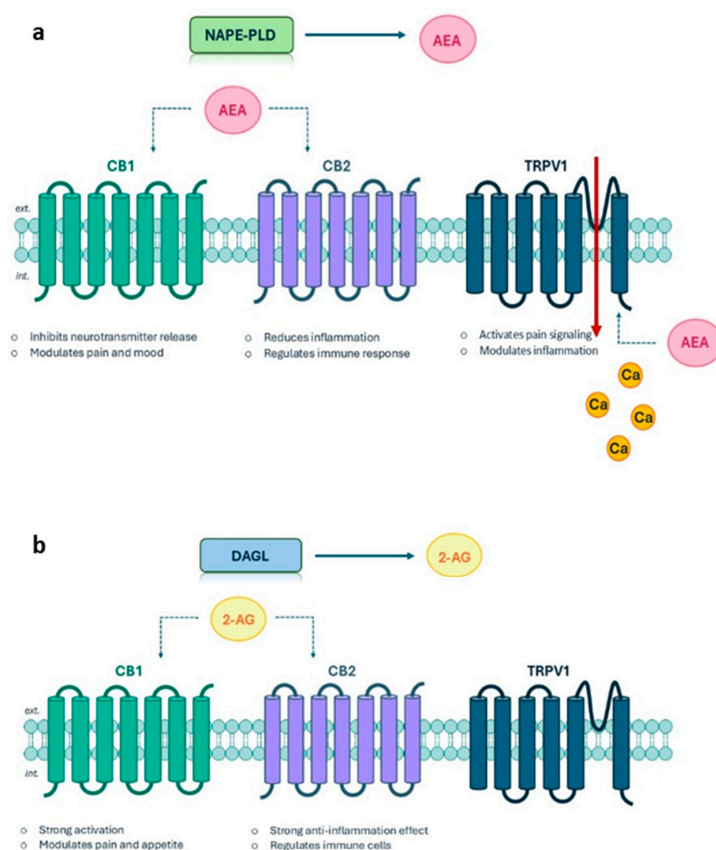 a
NAPE-PLD
AEA
AEA
CB1
CB2
TRPV1
ext.
int.
Inhibits neurotransmitter release
Modulates pain and mood
Reduces inflammation
Regulates immune response
Activates pain signaling
Modulates inflammation
AEA
Ca
Ca
Ca
Ca
b
DAGL
2-AG
2-AG
CB1
CB2
TRPV1
ext.
int.
Strong activation
Modulates pain and appetite
Strong anti-inflammation effect
Regulates immune cells